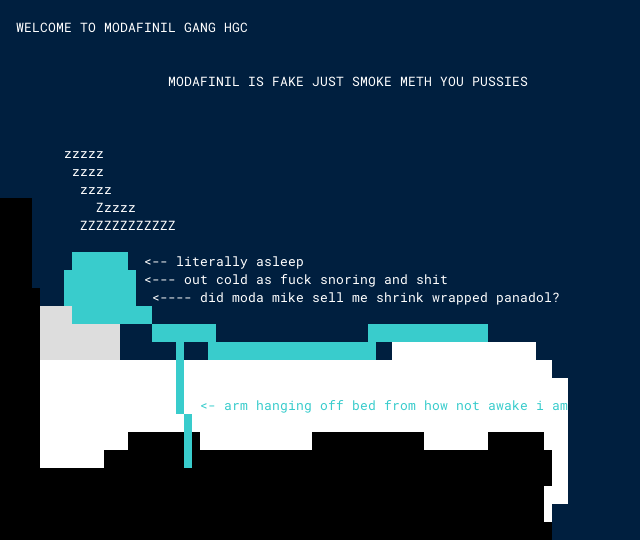 WELCOME TO MODAFINIL GANG HGC
MODAFINIL IS FAKE JUST SMOKE METH YOU PUSSIES
zzzzz
zzzz
zzzz
Zzzzz
ZZZZZZZZZZZZ
<-- literally asleep
<--- out cold as fuck snoring and shit
<---- did moda mike sell me shrink wrapped panadol?
<- arm hanging off bed from how not awake i am